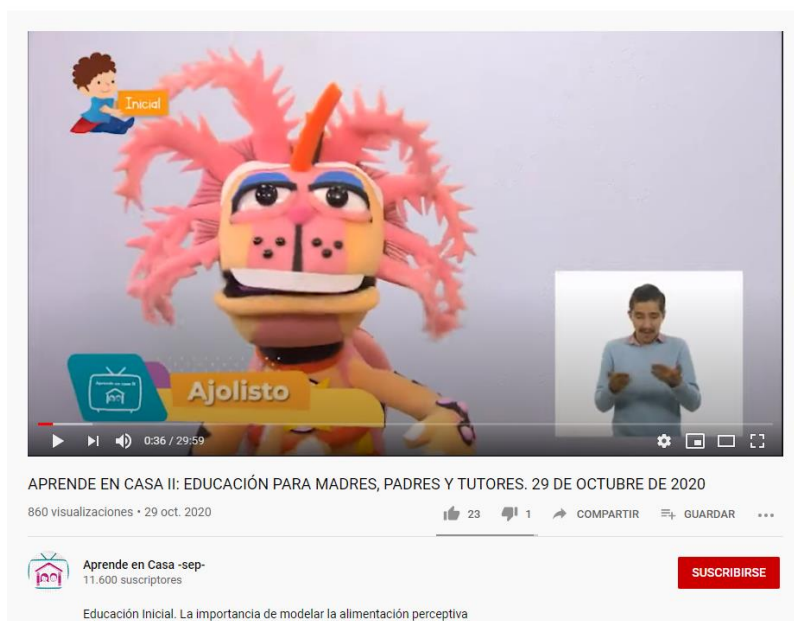 Inicial
Ajolisto
0:36 / 29:59
APRENDE EN CASA II: EDUCACIÓN PARA MADRES, PADRES Y TUTORES. 29 DE OCTUBRE DE 2020
860 visualizaciones • 29 oct. 2020
23
1
COMPARTIR
GUARDAR
Aprende en Casa -sep-
11.600 suscriptores
SUSCRIBIRSE
Educación Inicial. La importancia de modelar la alimentación perceptiva